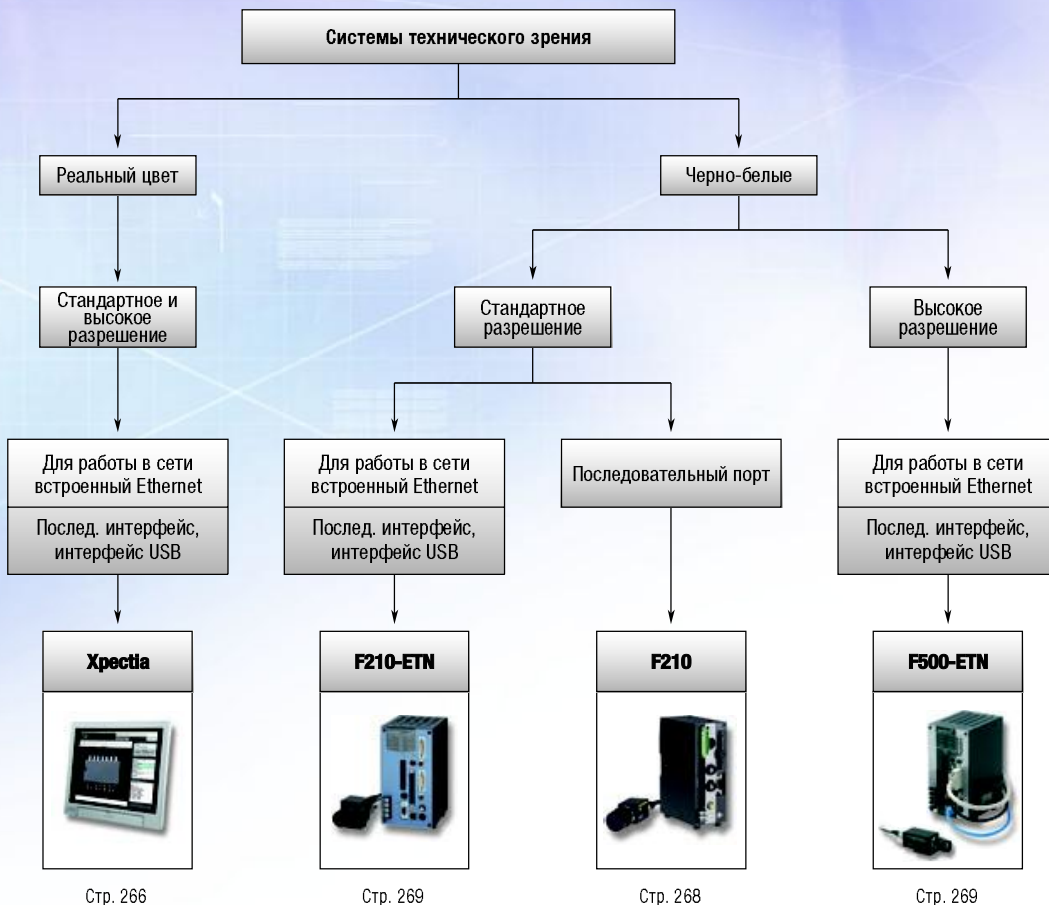 Системы технического зрения
Реальный цвет
Черно-белые
Стандартное и
высокое
разрешение
Стандартное
разрешение
Высокое
разрешение
Для работы в сети
встроенный Ethernet
Послед. интерфейс,
интерфейс USB
Для работы в сети
встроенный Ethernet
Послед. интерфейс,
интерфейс USB
Последовательный порт
Для работы в сети
встроенный Ethernet
Послед. интерфейс,
интерфейс USB
Xpectia
F210-ETN
F210
F500-ETN
Стр. 266
Стр. 269
Стр. 268
Стр. 269